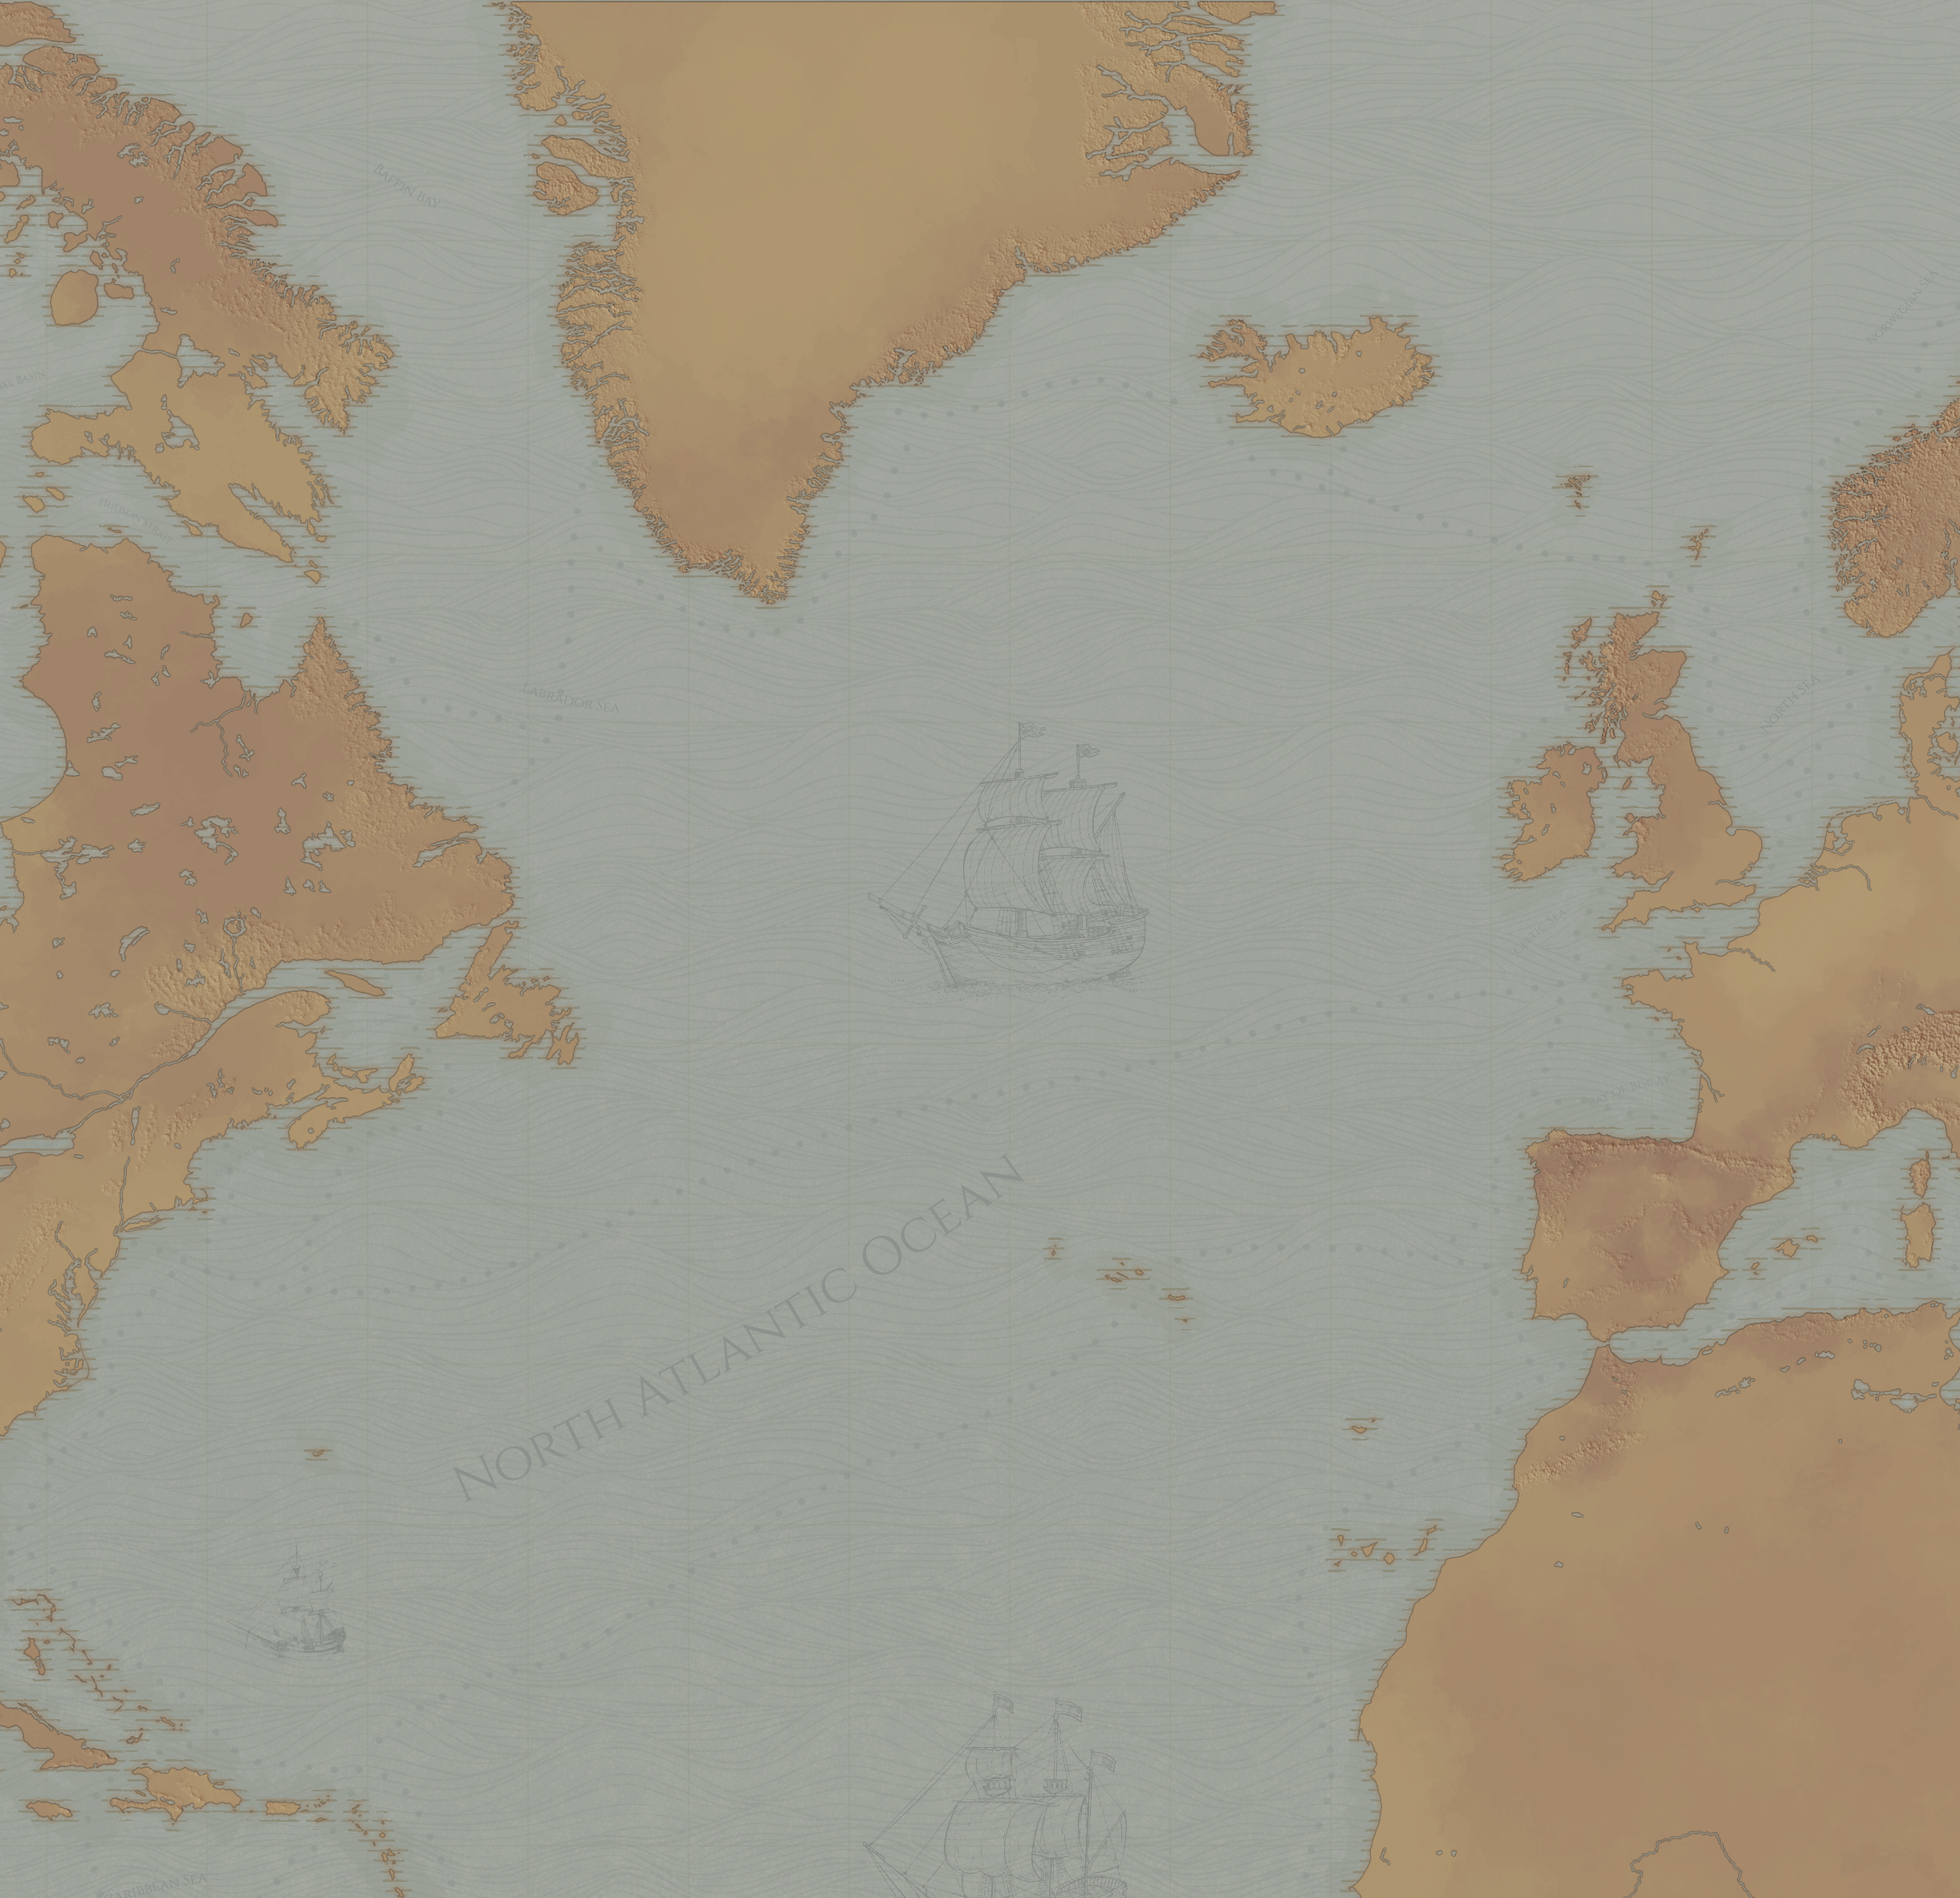 BAFFIN BAY
NORWEGIAN SEA
HUDSON STRAIT
LABRADOR SEA
NORTH SEA
CELTIC SEA
BAY OF BISCAY
NORTH ATLANTIC OCEAN
CARIBBEAN SEA